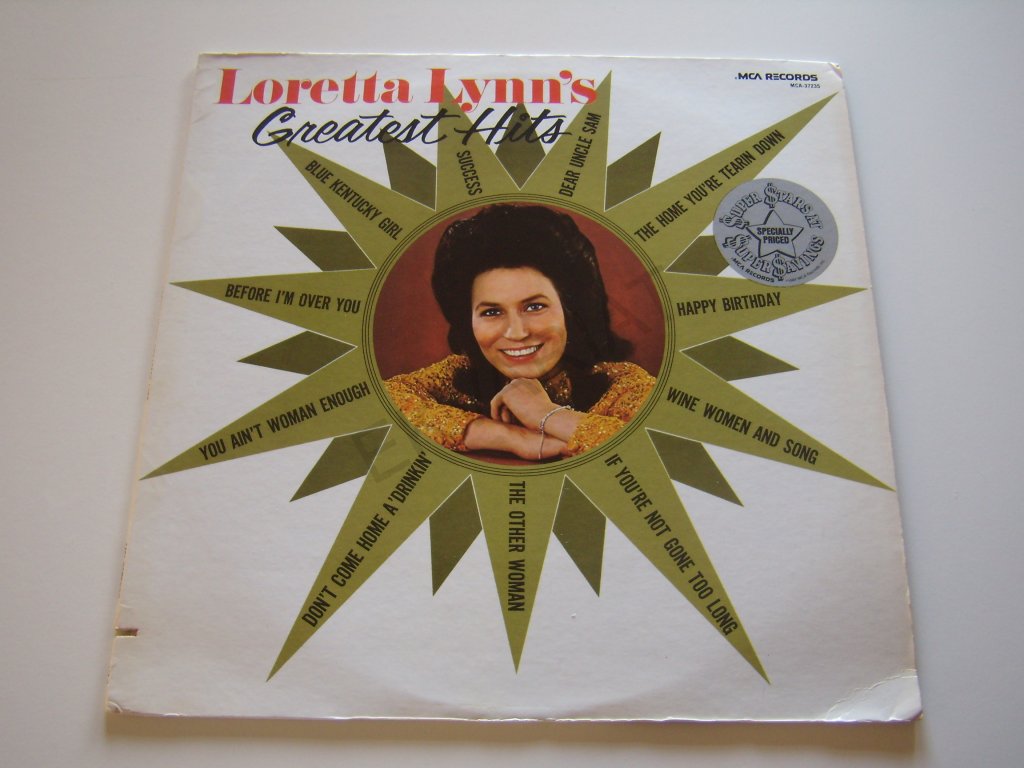 Loretta Lynn's
Greatest Hits
.MCA RECORDS
MCA-37235
SUCCESS
DEAR UNCLE SAM
THE HOME YOU'RE TEARIN DOWN
HAPPY BIRTHDAY
WINE WOMEN AND SONG
IF YOU'RE NOT GONE TOO LONG
THE OTHER WOMAN
DON'T COME HOME A'DRINKIN'
YOU AIN'T WOMAN ENOUGH
BEFORE I'M OVER YOU
BLUE KENTUCKY GIRL
SUPER STARS AT
SPECIALLY
PRICED
SUPER SAVINGS
MCA RECORDS